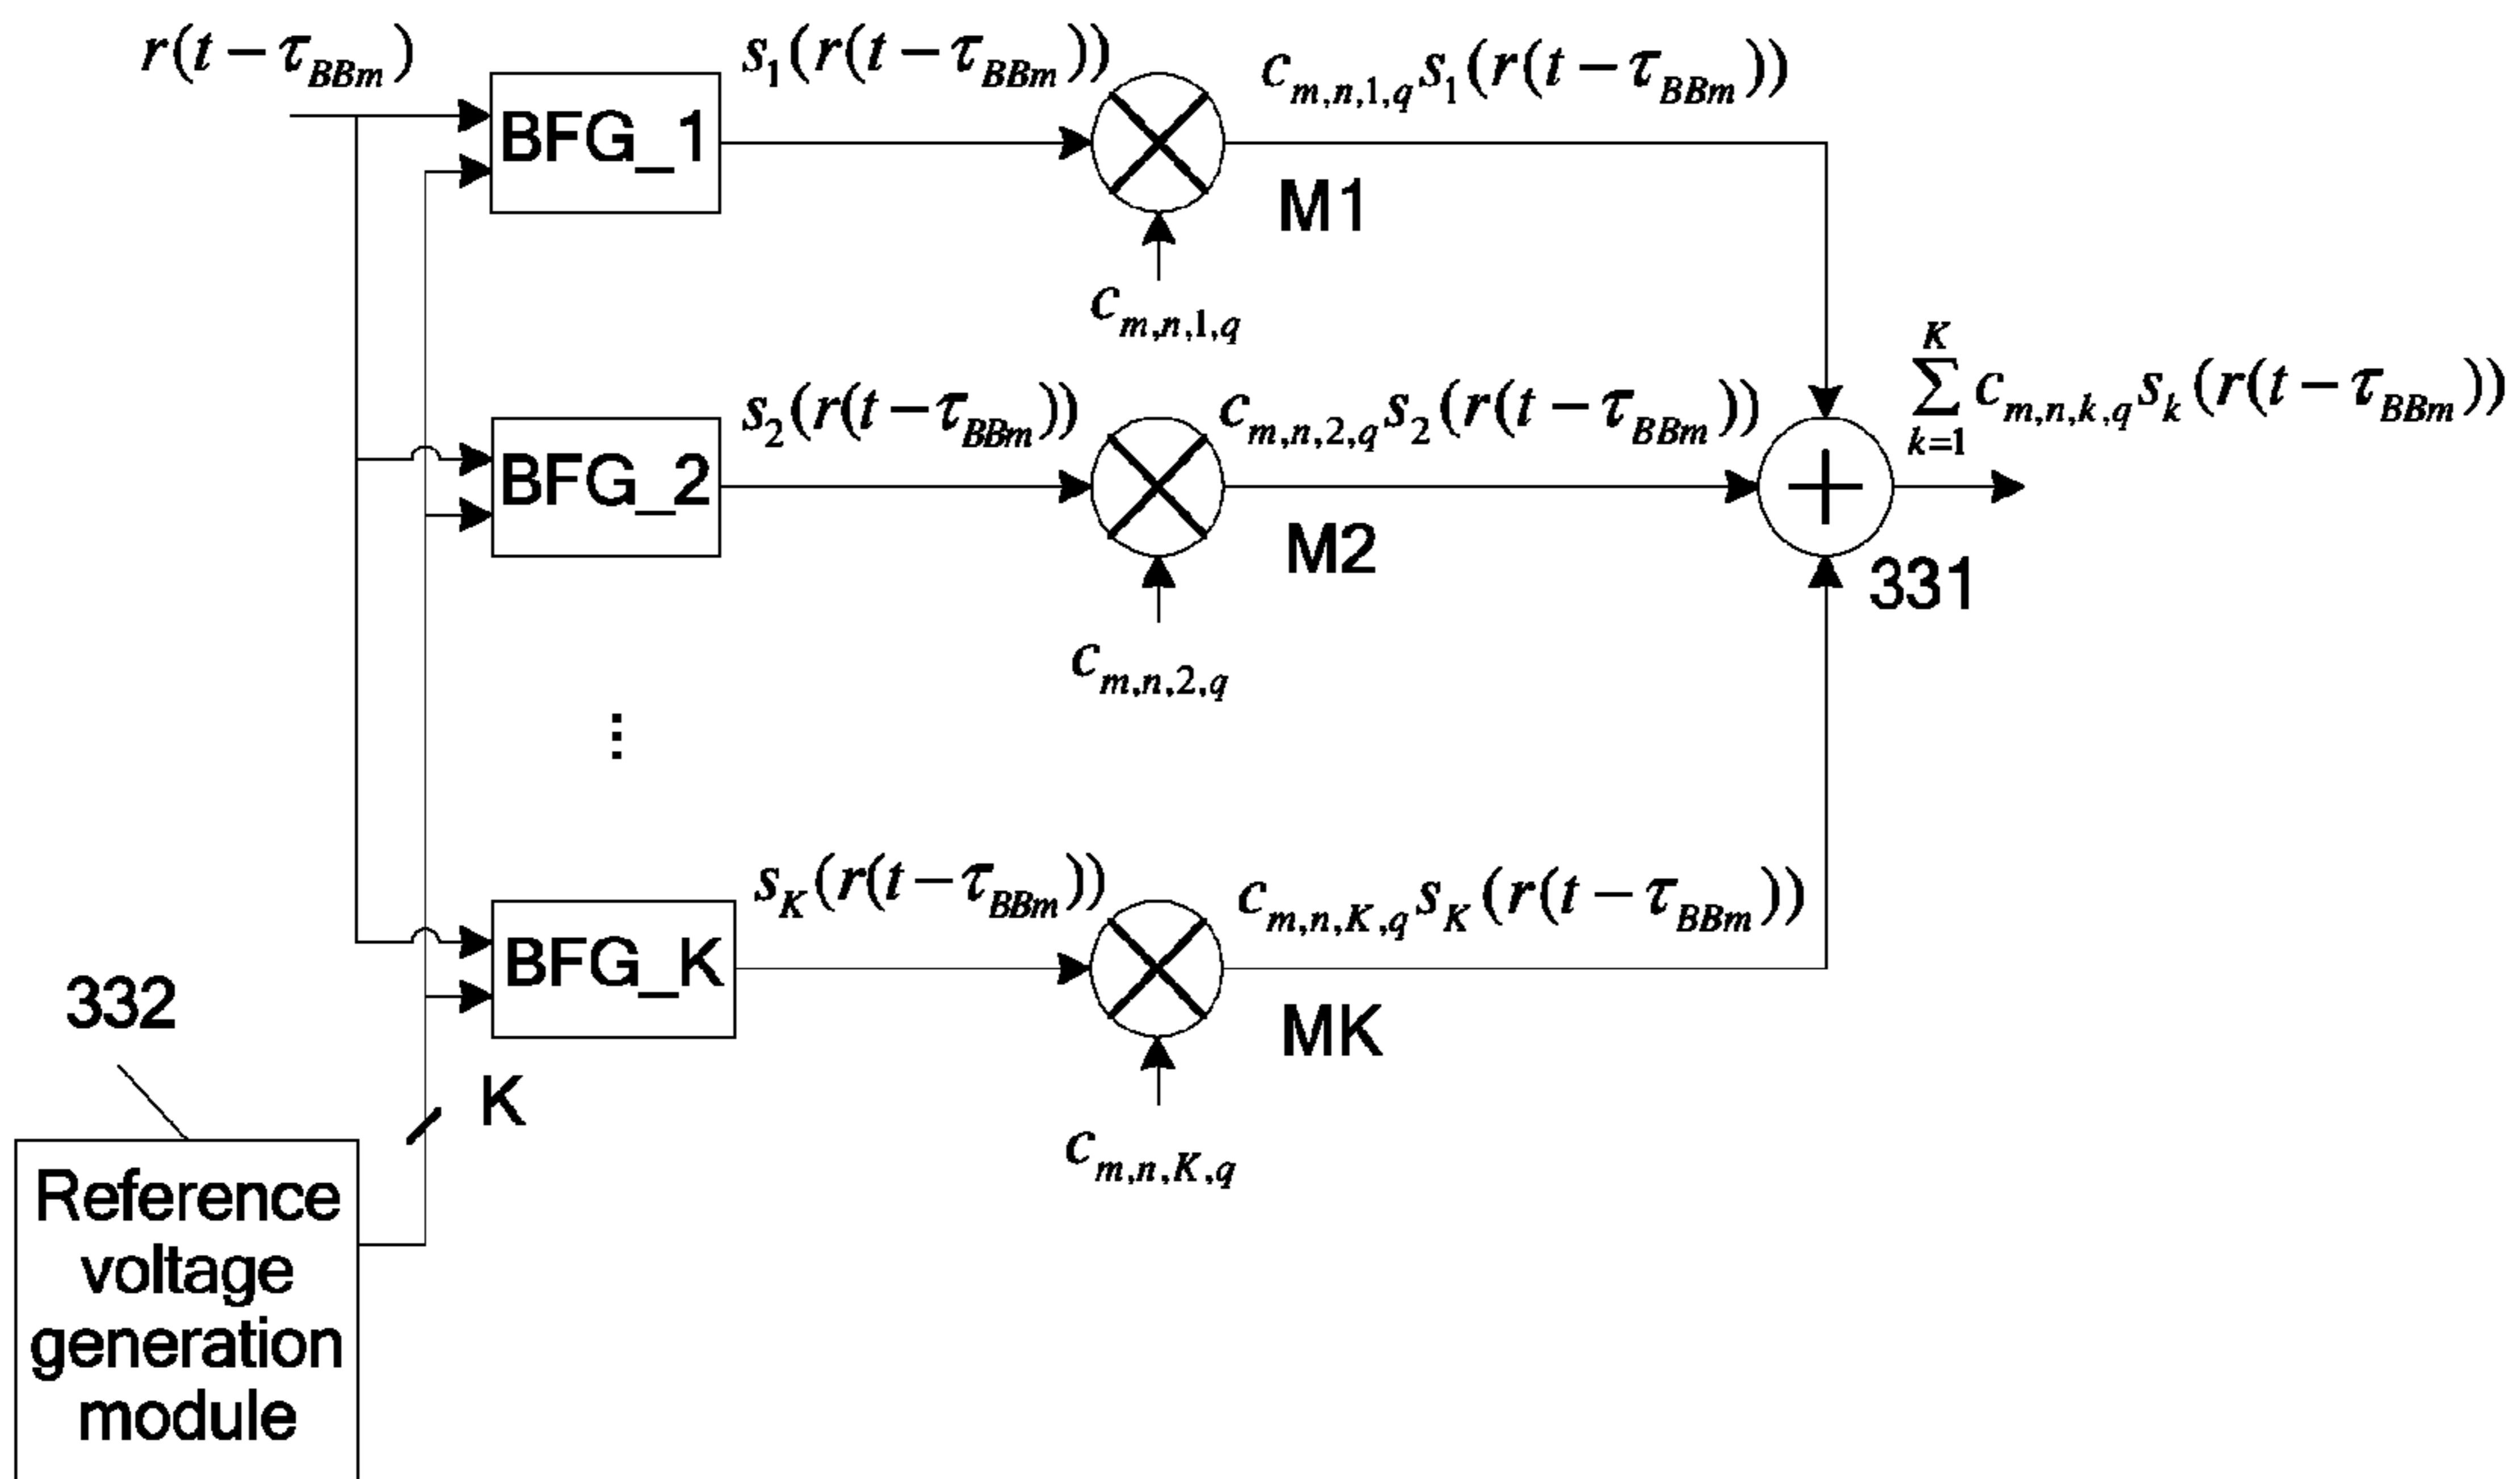 r(t − τ_BBm)
s_1(r(t − τ_BBm))
c_m,n,1,q s_1(r(t − τ_BBm))
BFG_1
M1
c_m,n,1,q
s_2(r(t − τ_BBm))
c_m,n,2,q s_2(r(t − τ_BBm))
∑_{k=1}^{K} c_m,n,k,q s_k(r(t − τ_BBm))
BFG_2
M2
331
c_m,n,2,q
⋮
s_K(r(t − τ_BBm))
c_m,n,K,q s_K(r(t − τ_BBm))
BFG_K
MK
332
K
c_m,n,K,q
Reference
voltage
generation
module